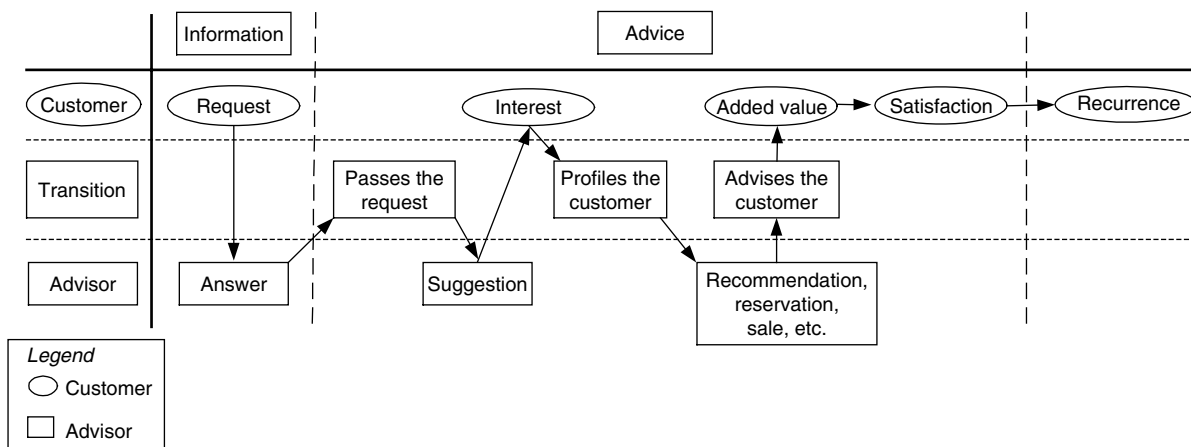 Information
Advice
Customer
Request
Interest
Added value
Satisfaction
Recurrence
Transition
Passes the
request
Profiles the
customer
Advises the
customer
Advisor
Answer
Suggestion
Recommendation,
reservation,
sale, etc.
Legend
Customer
Advisor